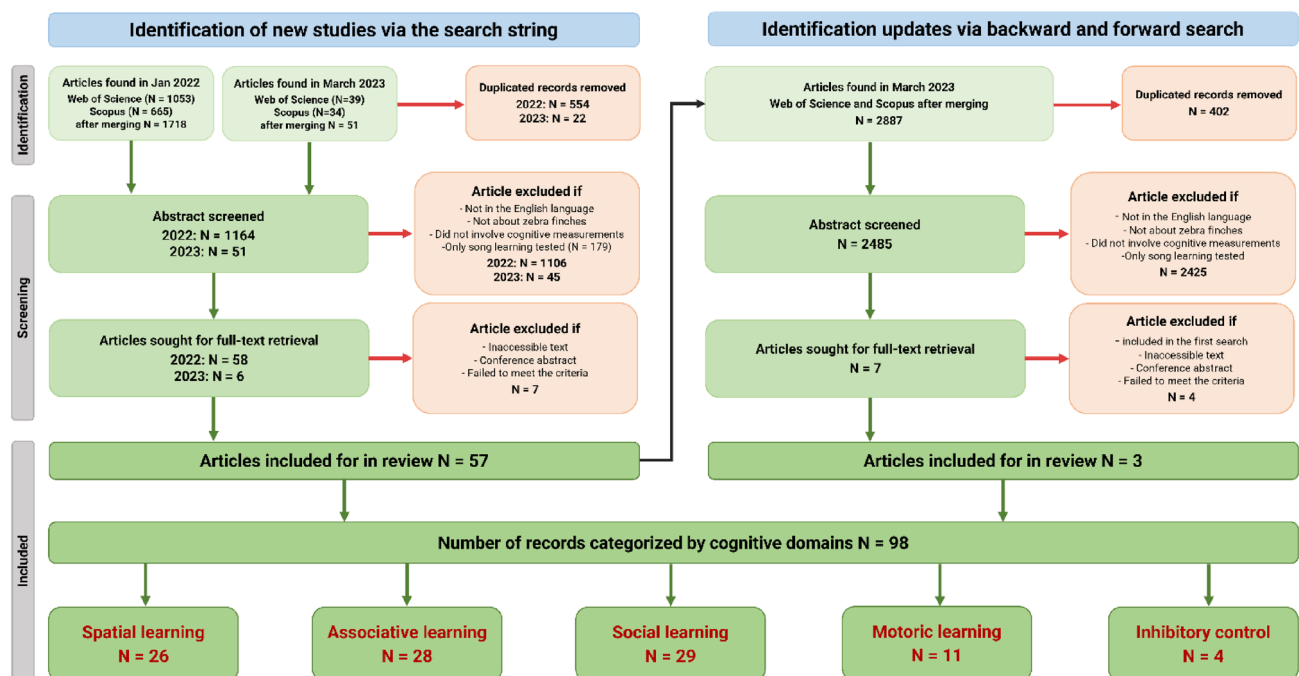 Identification of new studies via the search string
Identification updates via backward and forward search
Identification
Articles found in Jan 2022
Web of Science (N = 1053)
Scopus (N = 665)
after merging N = 1718
Articles found in March 2023
Web of Science (N=39)
Scopus (N=34)
after merging N = 51
Duplicated records removed
2022: N = 554
2023: N = 22
Articles found in March 2023
Web of Science and Scopus after merging
N = 2887
Duplicated records removed
N = 402
Screening
Abstract screened
2022: N = 1164
2023: N = 51
Article excluded if
- Not in the English language
- Not about zebra finches
- Did not involve cognitive measurements
-Only song learning tested (N = 179)
2022: N = 1106
2023: N = 45
Abstract screened
N = 2485
Article excluded if
- Not in the English language
- Not about zebra finches
- Did not involve cognitive measurements
-Only song learning tested
N = 2425
Articles sought for full-text retrieval
2022: N = 58
2023: N = 6
Article excluded if
- Inaccessible text
- Conference abstract
- Failed to meet the criteria
N = 7
Articles sought for full-text retrieval
N = 7
Article excluded if
- included in the first search
- Inaccessible text
- Conference abstract
- Failed to meet the criteria
N = 4
Included
Articles included for in review N = 57
Articles included for in review N = 3
Number of records categorized by cognitive domains N = 98
Spatial learning
N = 26
Associative learning
N = 28
Social learning
N = 29
Motoric learning
N = 11
Inhibitory control
N = 4